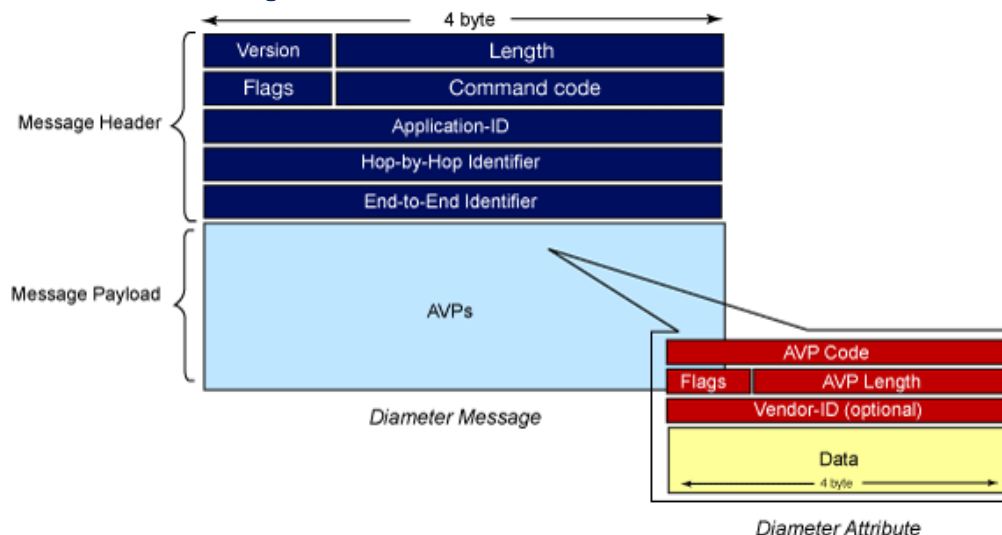 4 byte
Version Length
Flags Command code
Message Header
Application-ID
Hop-by-Hop Identifier
End-to-End Identifier
Message Payload
AVPs
AVP Code
Flags AVP Length
Vendor-ID (optional)
Data
4 byte
Diameter Message
Diameter Attribute